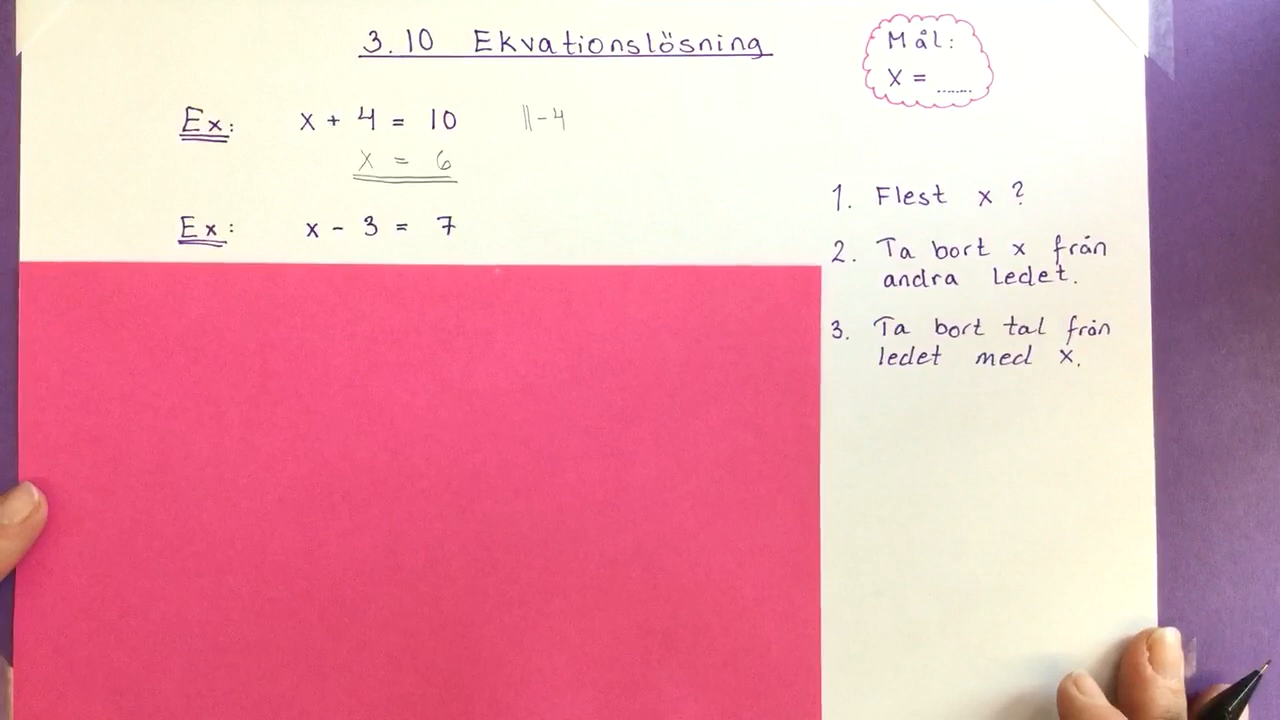 3.10 Ekvationslösning
Mål:
x = ........
Ex: x + 4 = 10 ||-4
x = 6
Ex: x - 3 = 7
1. Flest x ?
2. Ta bort x från
andra ledet.
3. Ta bort tal från
ledet med x.